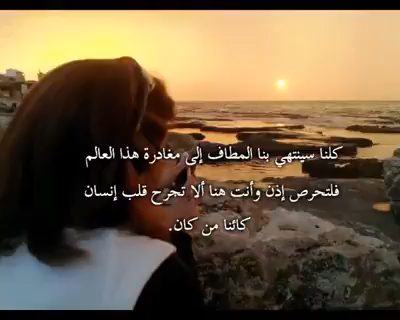 كلنا سينتهي بنا المطاف إلى مغادرة هذا العالم
فلتحرص إذن وأنت هنا ألا تجرح قلب إنسان
كائنا من كان.